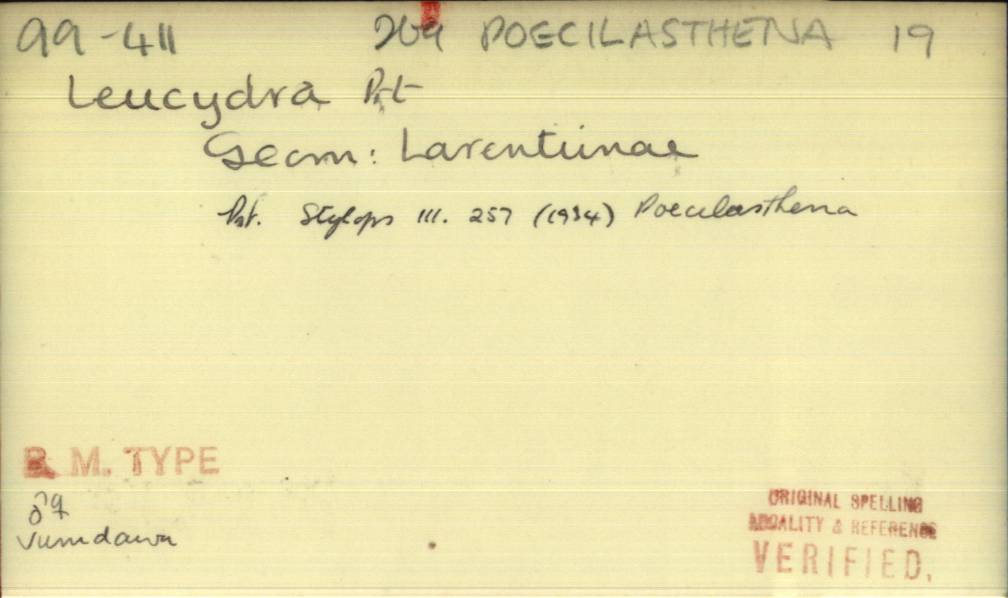 99-411 269 POECILASTHENA 19
Leucydra Prt
Geom: Larentiinae
Prt. Stylops III. 257 (1934) Poecilasthena
B. M. TYPE
♂♀
Vumdawa
ORIGINAL SPELLING
LOCALITY & REFERENCE
VERIFIED.